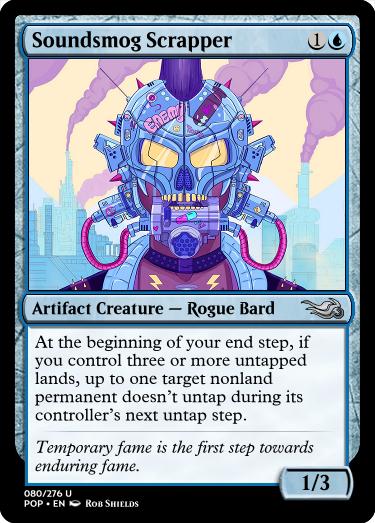 Soundsmog Scrapper 1
ENEMY
Artifact Creature — Rogue Bard
At the beginning of your end step, if
you control three or more untapped
lands, up to one target nonland
permanent doesn't untap during its
controller's next untap step.
Temporary fame is the first step towards
enduring fame.
1/3
080/276 U
POP • EN Rob Shields